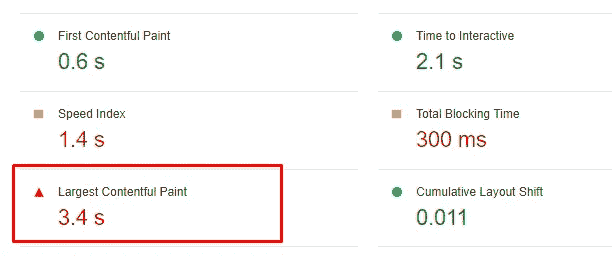 First Contentful Paint
0.6 s
Time to Interactive
2.1 s
Speed Index
1.4 s
Total Blocking Time
300 ms
Largest Contentful Paint
3.4 s
Cumulative Layout Shift
0.011